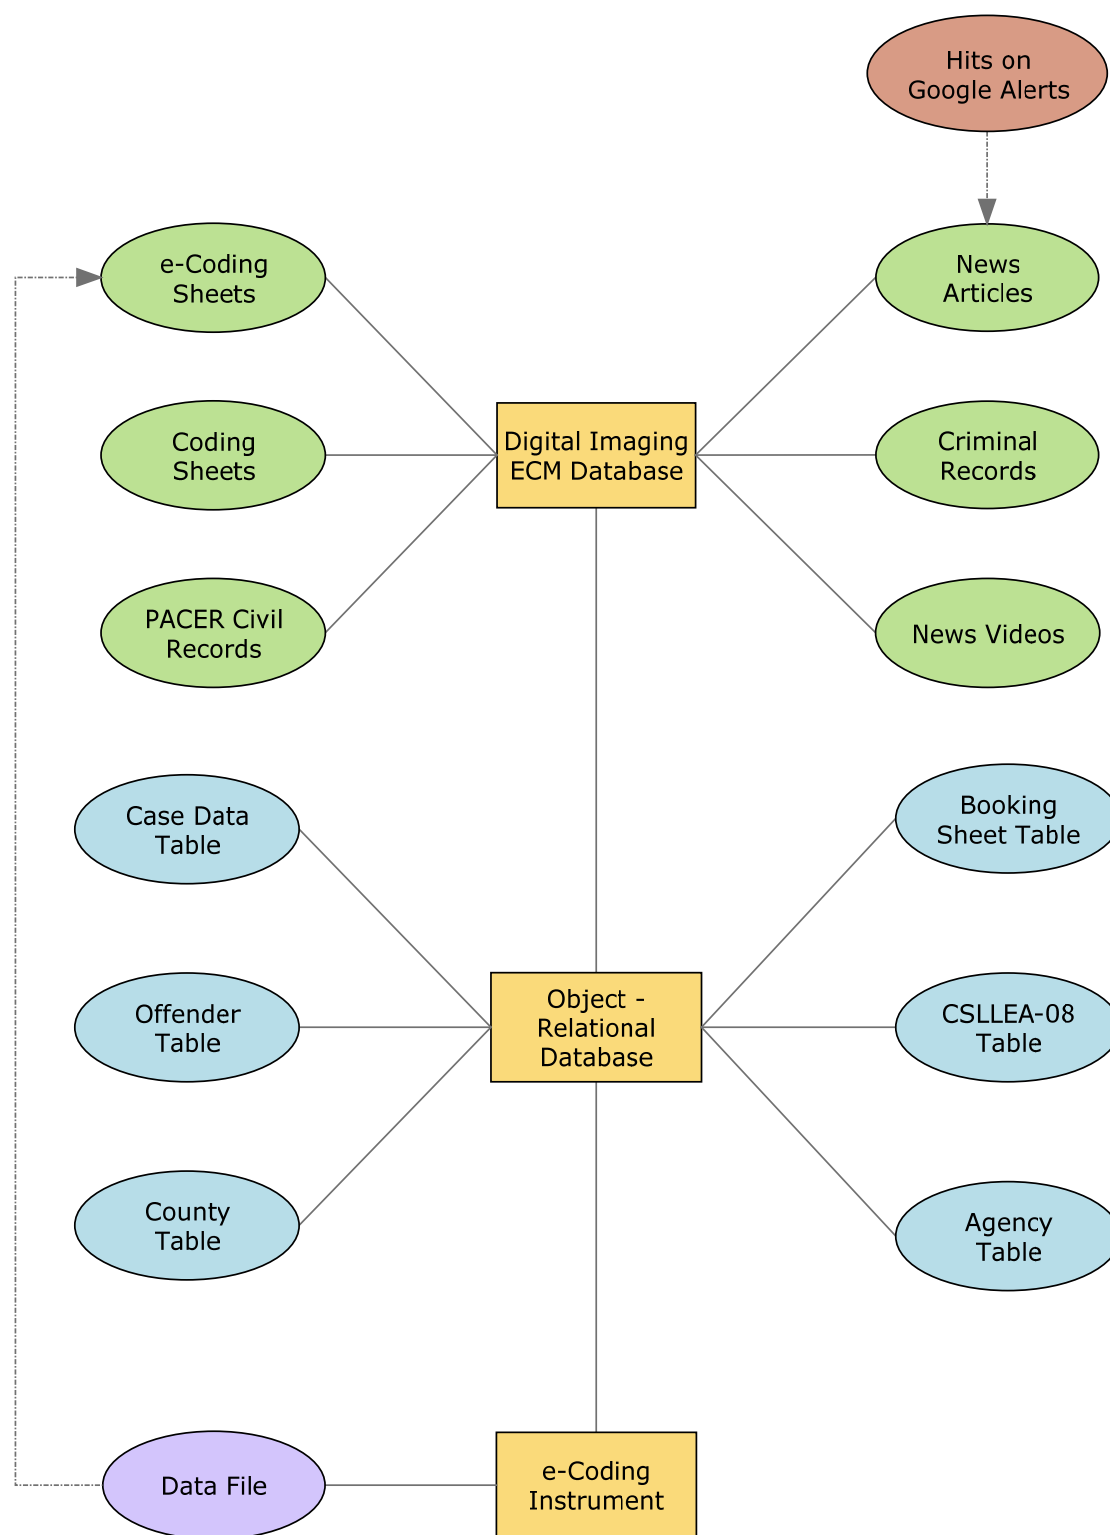 Hits on
Google Alerts
e-Coding
Sheets
News
Articles
Coding
Sheets
Digital Imaging
ECM Database
Criminal
Records
PACER Civil
Records
News Videos
Case Data
Table
Booking
Sheet Table
Offender
Table
Object -
Relational
Database
CSLLEA-08
Table
County
Table
Agency
Table
Data File
e-Coding
Instrument